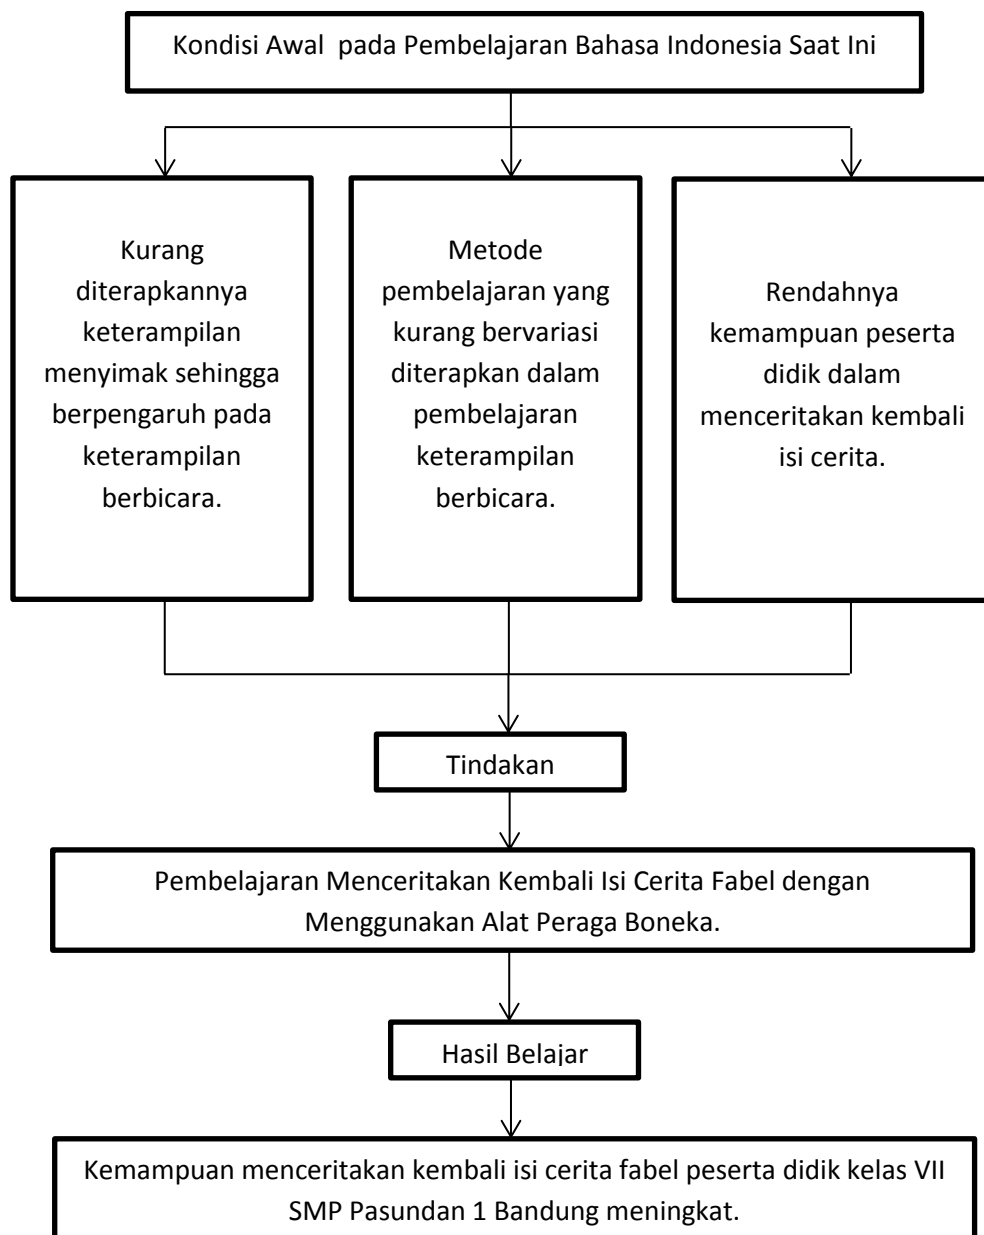 Kondisi Awal  pada Pembelajaran Bahasa Indonesia Saat Ini
Kurang
diterapkannya
keterampilan
menyimak sehingga
berpengaruh pada
keterampilan
berbicara.
Metode
pembelajaran yang
kurang bervariasi
diterapkan dalam
pembelajaran
keterampilan
berbicara.
Rendahnya
kemampuan peserta
didik dalam
menceritakan kembali
isi cerita.
Tindakan
Pembelajaran Menceritakan Kembali Isi Cerita Fabel dengan
Menggunakan Alat Peraga Boneka.
Hasil Belajar
Kemampuan menceritakan kembali isi cerita fabel peserta didik kelas VII
SMP Pasundan 1 Bandung meningkat.